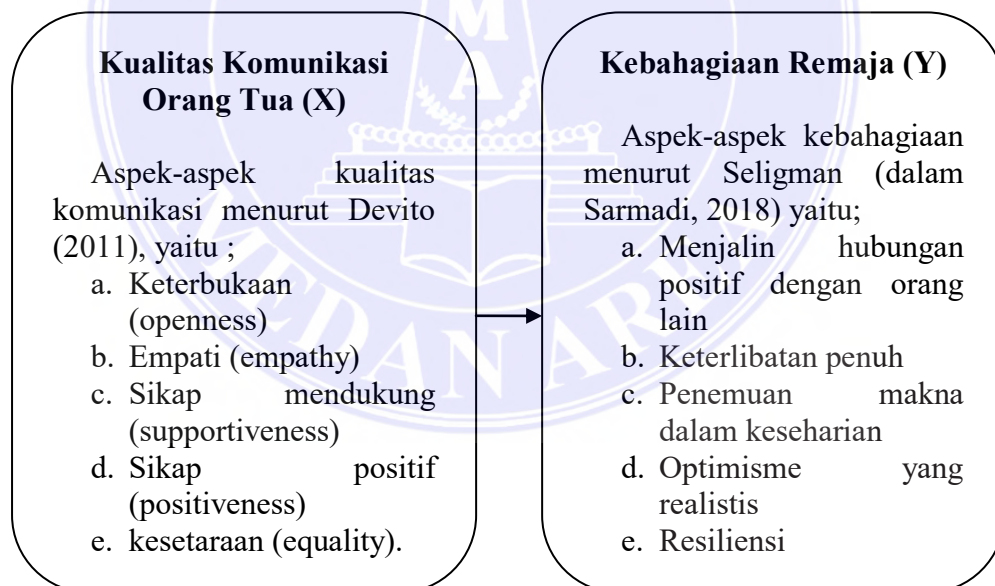 Kualitas Komunikasi
Orang Tua (X)
Aspek-aspek kualitas
komunikasi menurut Devito
(2011), yaitu ;
a. Keterbukaan
(openness)
b. Empati (empathy)
c. Sikap mendukung
(supportiveness)
d. Sikap positif
(positiveness)
e. kesetaraan (equality).
Kebahagiaan Remaja (Y)
Aspek-aspek kebahagiaan
menurut Seligman (dalam
Sarmadi, 2018) yaitu;
a. Menjalin hubungan
positif dengan orang
lain
b. Keterlibatan penuh
c. Penemuan makna
dalam keseharian
d. Optimisme yang
realistis
e. Resiliensi
M
A
MEDAN AREA